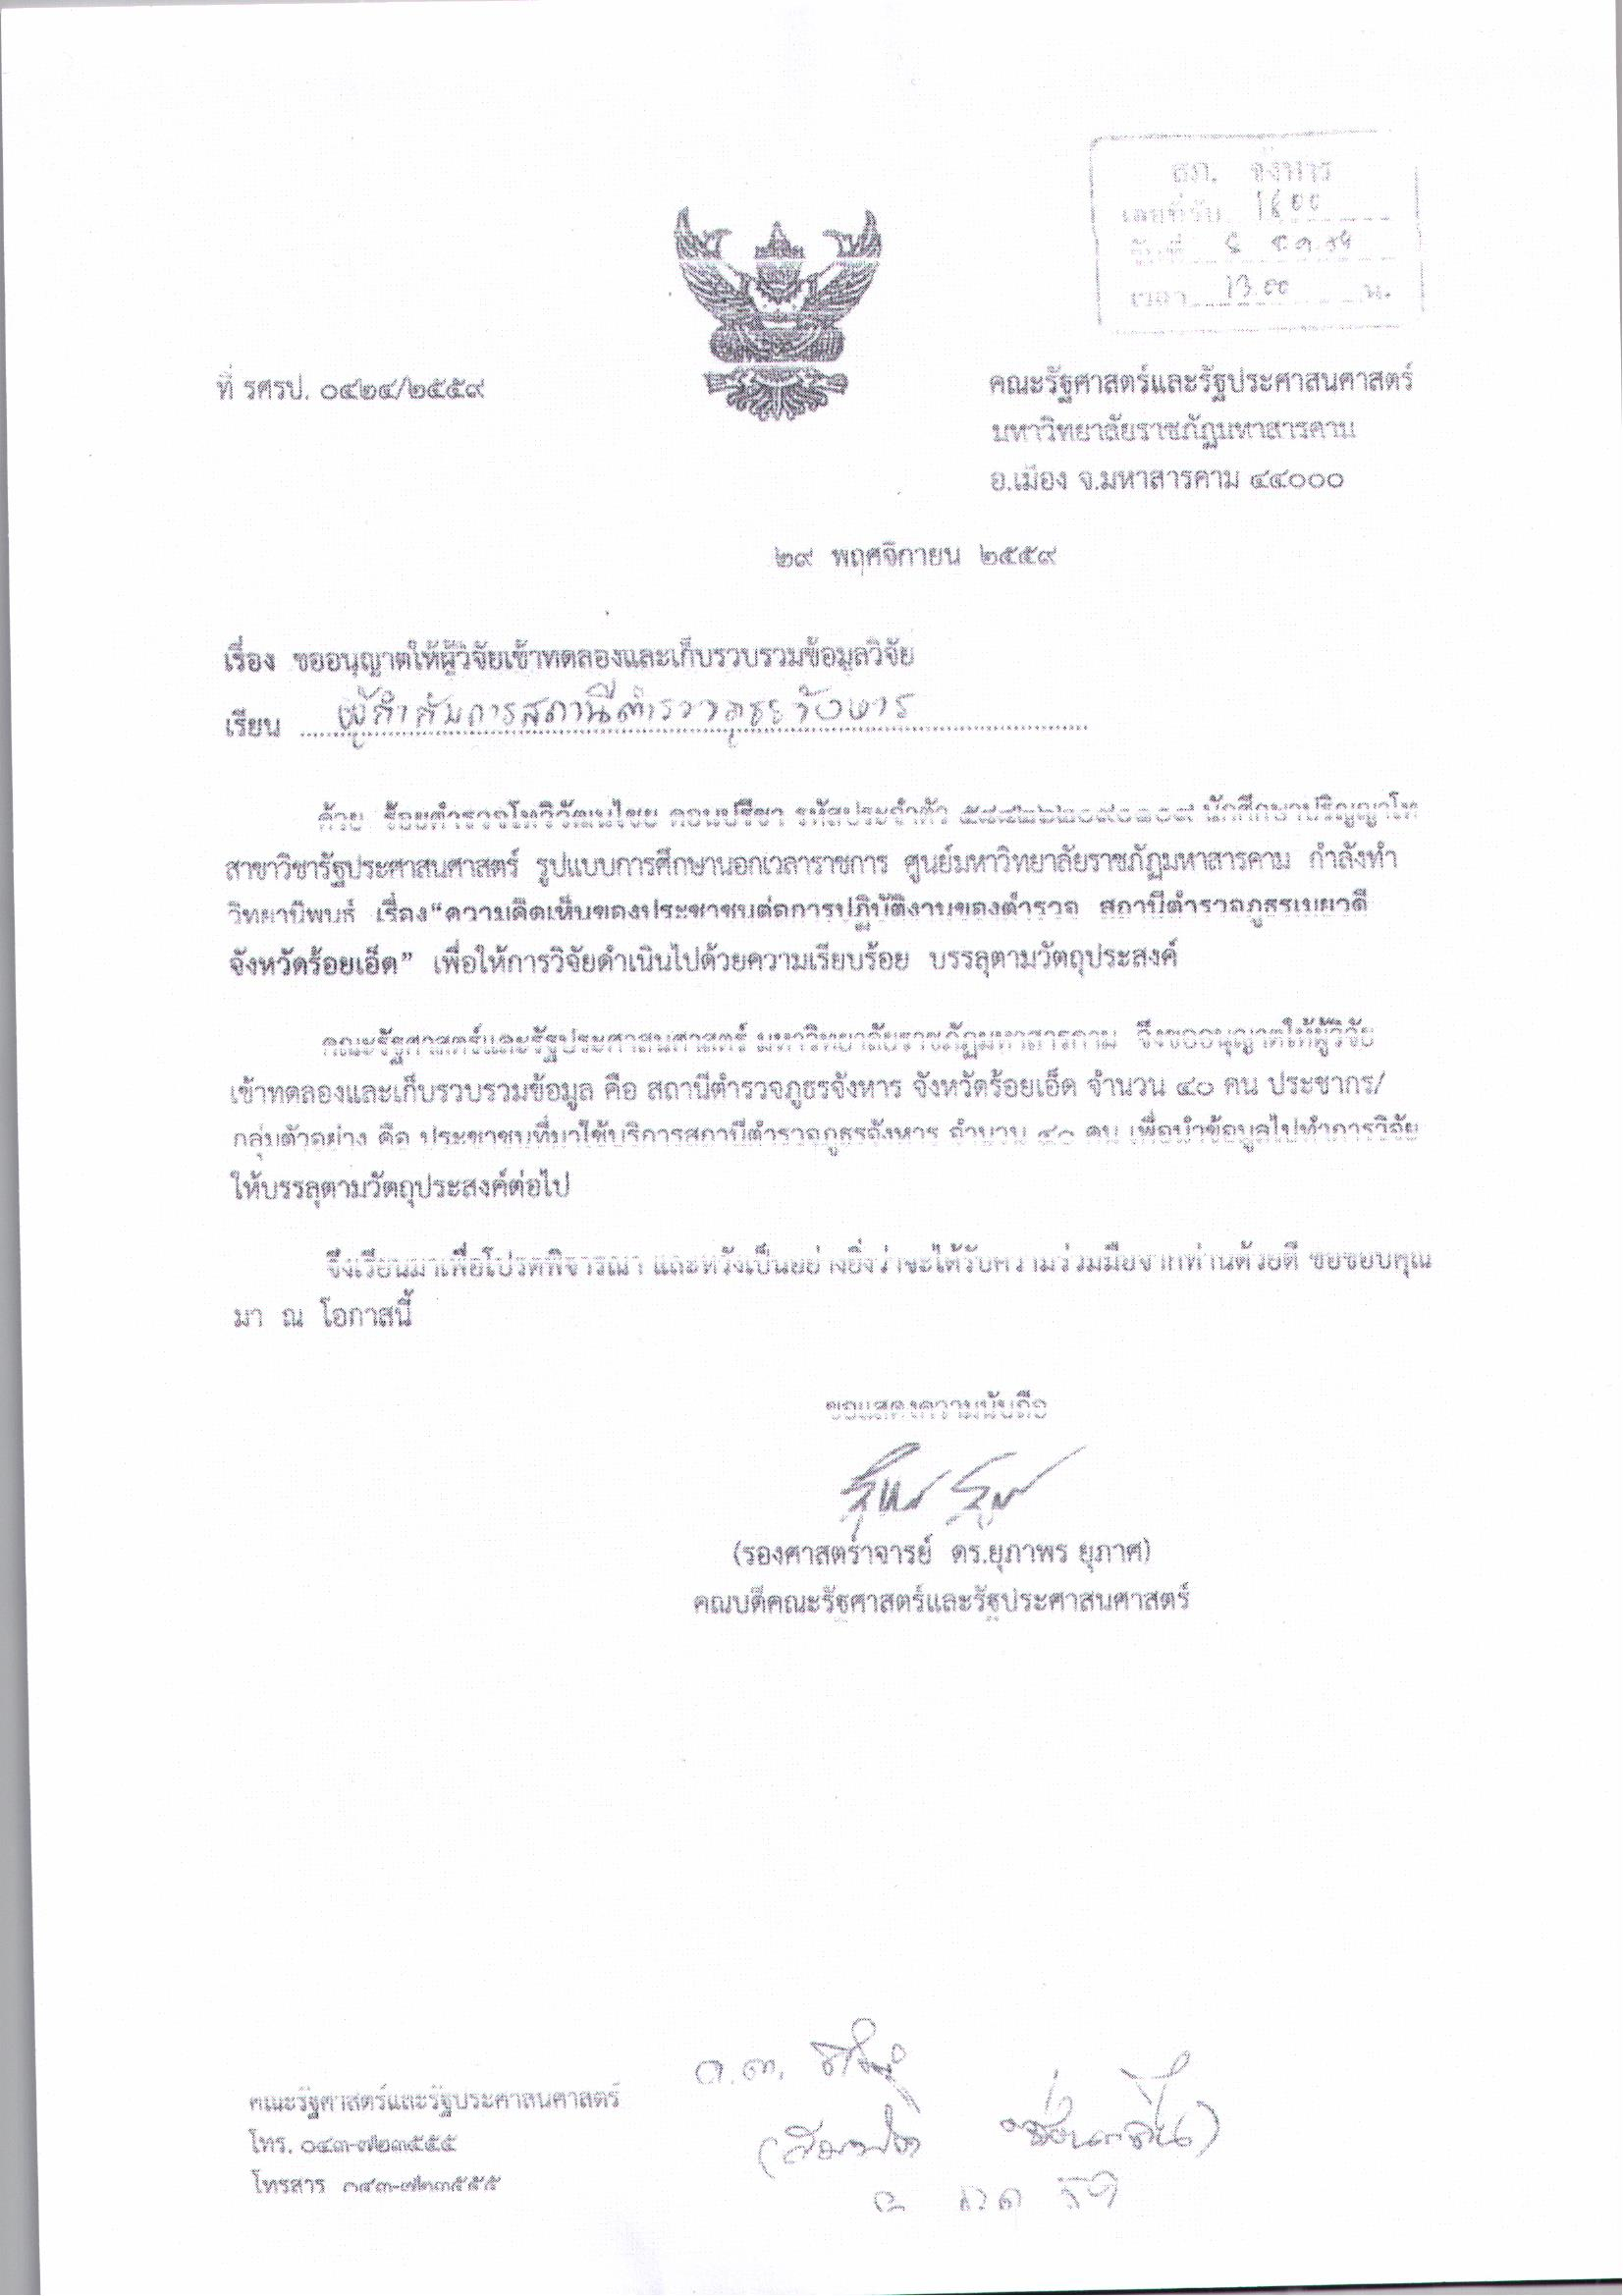 สภ. จังหาร
เลขที่รับ 1600
วันที่
เวลา 13.00 น.
ที่ รศรป. ๐๔๒๔/๒๕๕๙
คณะรัฐศาสตร์และรัฐประศาสนศาสตร์
มหาวิทยาลัยราชภัฏมหาสารคาม
อ.เมือง จ.มหาสารคาม ๔๔๐๐๐
๒๙ พฤศจิกายน ๒๕๕๙
เรื่อง ขออนุญาตให้ผู้วิจัยเข้าทดลองและเก็บรวบรวมข้อมูลวิจัย
เรียน ผู้กำกับการสถานีตำรวจภูธรจังหาร
ด้วย ร้อยตำรวจโทวิวัฒนไชย ดอนปรีชา รหัสประจำตัว นักศึกษาปริญญาโท
สาขาวิชารัฐประศาสนศาสตร์ รูปแบบการศึกษานอกเวลาราชการ ศูนย์มหาวิทยาลัยราชภัฏมหาสารคาม กำลังทำ
วิทยานิพนธ์ เรื่อง“ความคิดเห็นของประชาชนต่อการปฏิบัติงานของตำรวจ สถานีตำรวจภูธรเมยวดี
จังหวัดร้อยเอ็ด” เพื่อให้การวิจัยดำเนินไปด้วยความเรียบร้อย บรรลุตามวัตถุประสงค์
คณะรัฐศาสตร์และรัฐประศาสนศาสตร์ มหาวิทยาลัยราชภัฏมหาสารคาม จึงขออนุญาตให้ผู้วิจัย
เข้าทดลองและเก็บรวบรวมข้อมูล คือ สถานีตำรวจภูธรจังหาร จังหวัดร้อยเอ็ด จำนวน ๔๐ คน ประชากร/
กลุ่มตัวอย่าง คือ ประชาชนที่มาใช้บริการสถานีตำรวจภูธรจังหาร จำนวน ๔๐ คน เพื่อนำข้อมูลไปทำการวิจัย
ให้บรรลุตามวัตถุประสงค์ต่อไป
จึงเรียนมาเพื่อโปรดพิจารณา และหวังเป็นอย่างยิ่งว่าจะได้รับความร่วมมือจากท่านด้วยดี ขอขอบคุณ
มา ณ โอกาสนี้
ขอแสดงความนับถือ
(รองศาสตราจารย์ ดร.ยุภาพร ยุภาศ)
คณบดีคณะรัฐศาสตร์และรัฐประศาสนศาสตร์
คณะรัฐศาสตร์และรัฐประศาสนศาสตร์
โทร. ๐๔๓-๗๒๓๕๕๕
โทรสาร ๐๔๓-๗๒๓๕๕๕